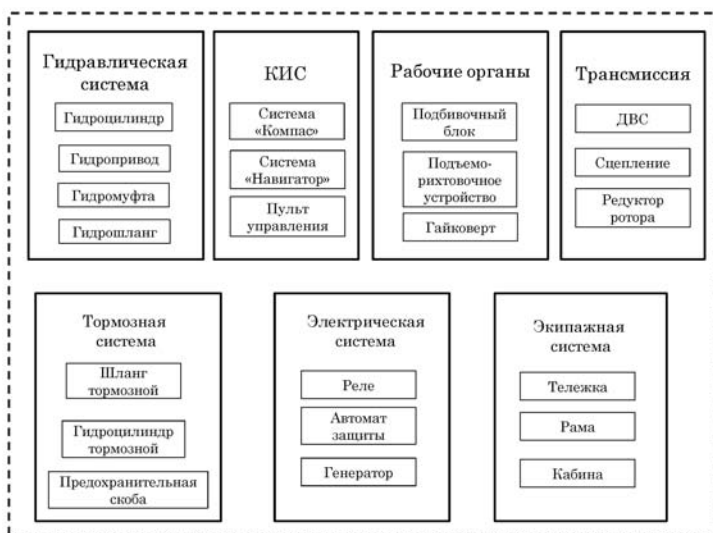 Гидравлическая
система
Гидроцилиндр
Гидропривод
Гидромуфта
Гидрошланг
КИС
Система
«Компас»
Система
«Навигатор»
Пульт
управления
Рабочие органы
Подбивочный
блок
Подъемо-
рихтовочное
устройство
Гайковерт
Трансмиссия
ДВС
Сцепление
Редуктор
ротора
Тормозная
система
Шланг
тормозной
Гидроцилиндр
тормозной
Предохранительная
скоба
Электрическая
система
Реле
Автомат
защиты
Генератор
Экипажная
система
Тележка
Рама
Кабина